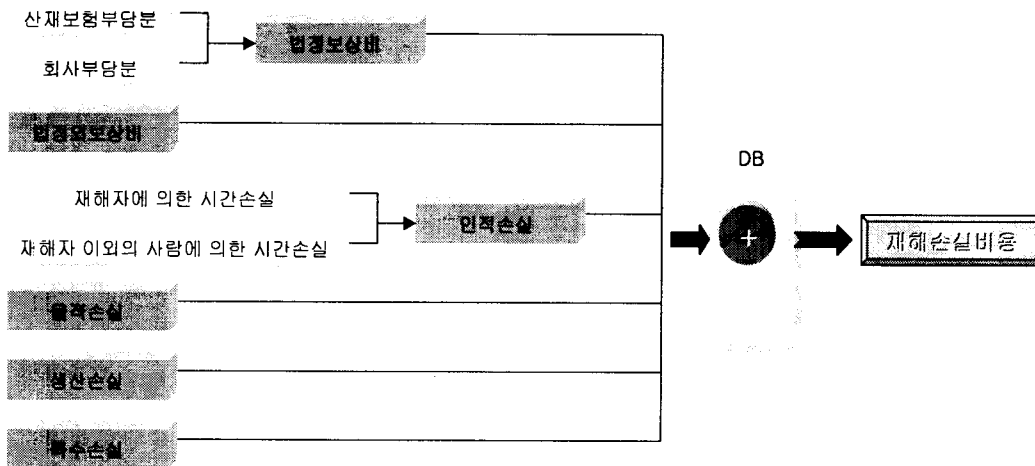 산재보험부담분
회사부담분
법정보상비
법정외보상비
재해자에 의한 시간손실
재해자 이외의 사람에 의한 시간손실
인적손실
물적손실
생산손실
특수손실
DB
+
재해손실비용